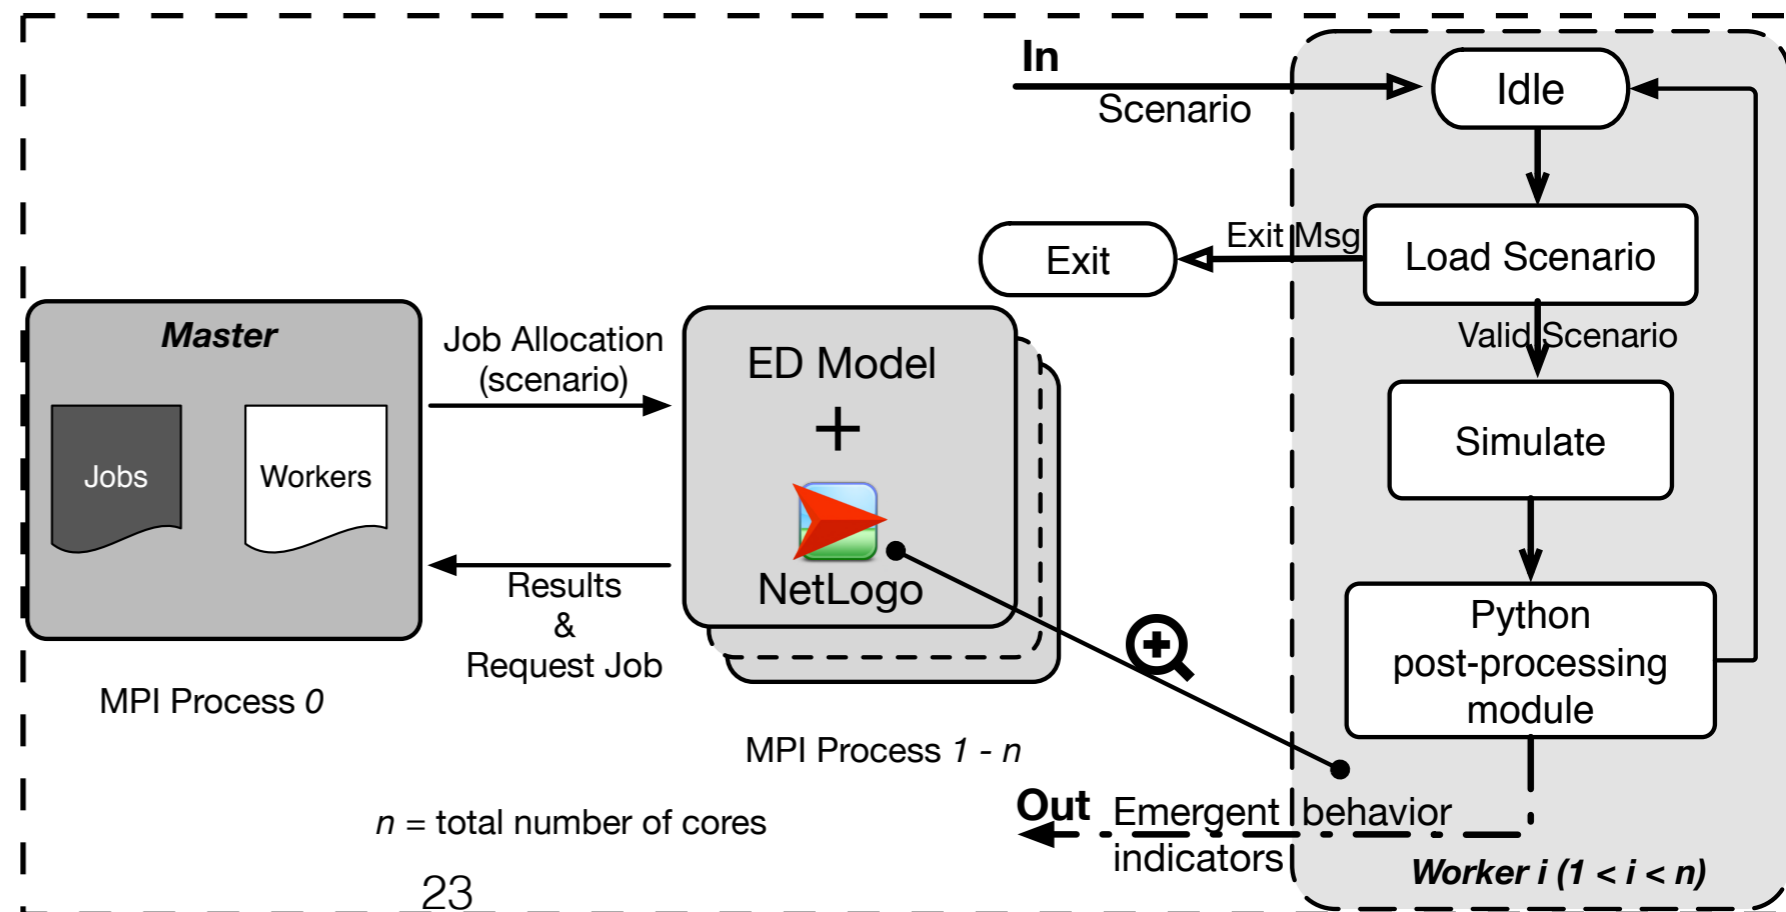 In
Scenario
Idle
Exit
Exit Msg
Load Scenario
Valid Scenario
Simulate
Python
post-processing
module
Master
Jobs
Workers
Job Allocation
(scenario)
Results
&
Request Job
MPI Process 0
ED Model
+
NetLogo
MPI Process 1 - n
n = total number of cores
Out
Emergent behavior
indicators
Worker i (1 < i < n)
23